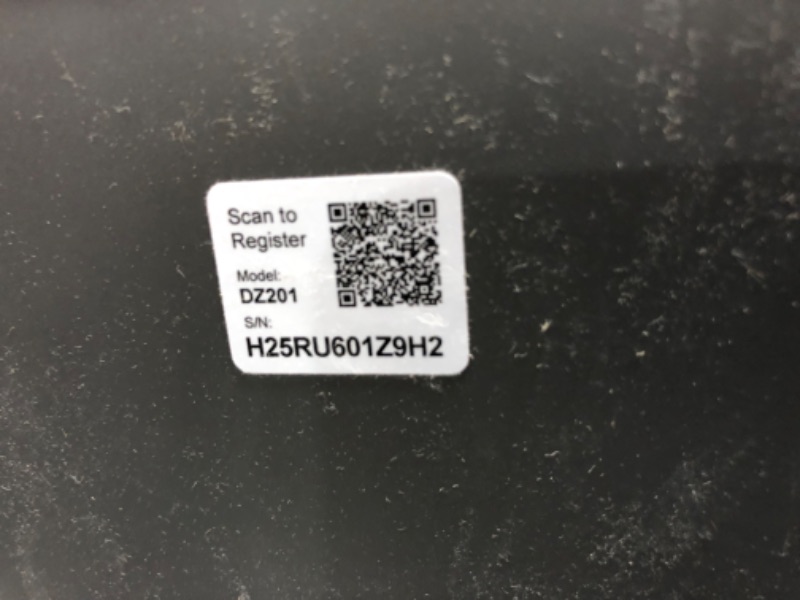 Scan to
Register
Model:
DZ201
S/N:
H25RU601Z9H2